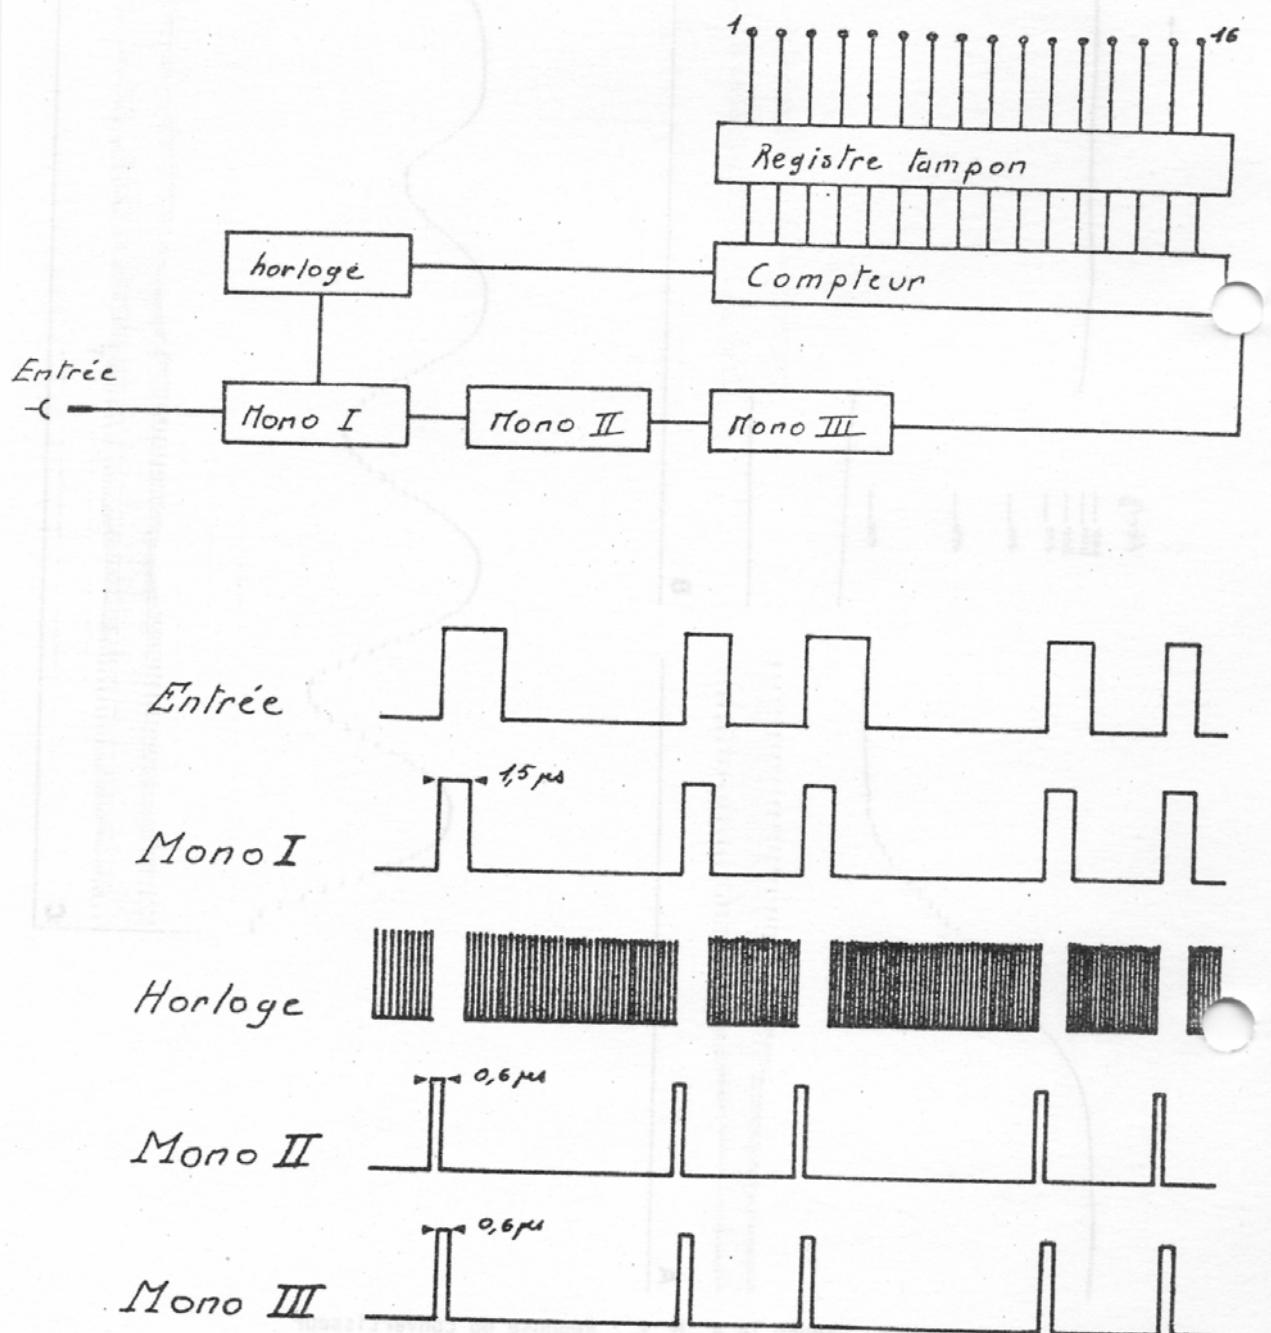 1 16
Registre tampon
horloge
Compteur
Entrée
Mono I
Mono II
Mono III
Entrée
1,5 µs
Mono I
Horloge
0,6 µs
Mono II
0,6 µs
Mono III